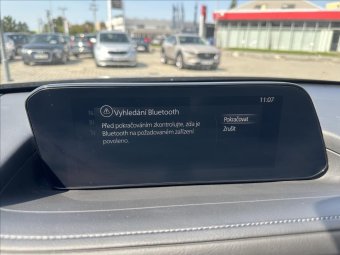 11:07
Vyhledání Bluetooth
Před pokračováním zkontrolujte, zda je
Bluetooth na požadovaném zařízení
povoleno.
Pokračovat
Zrušit